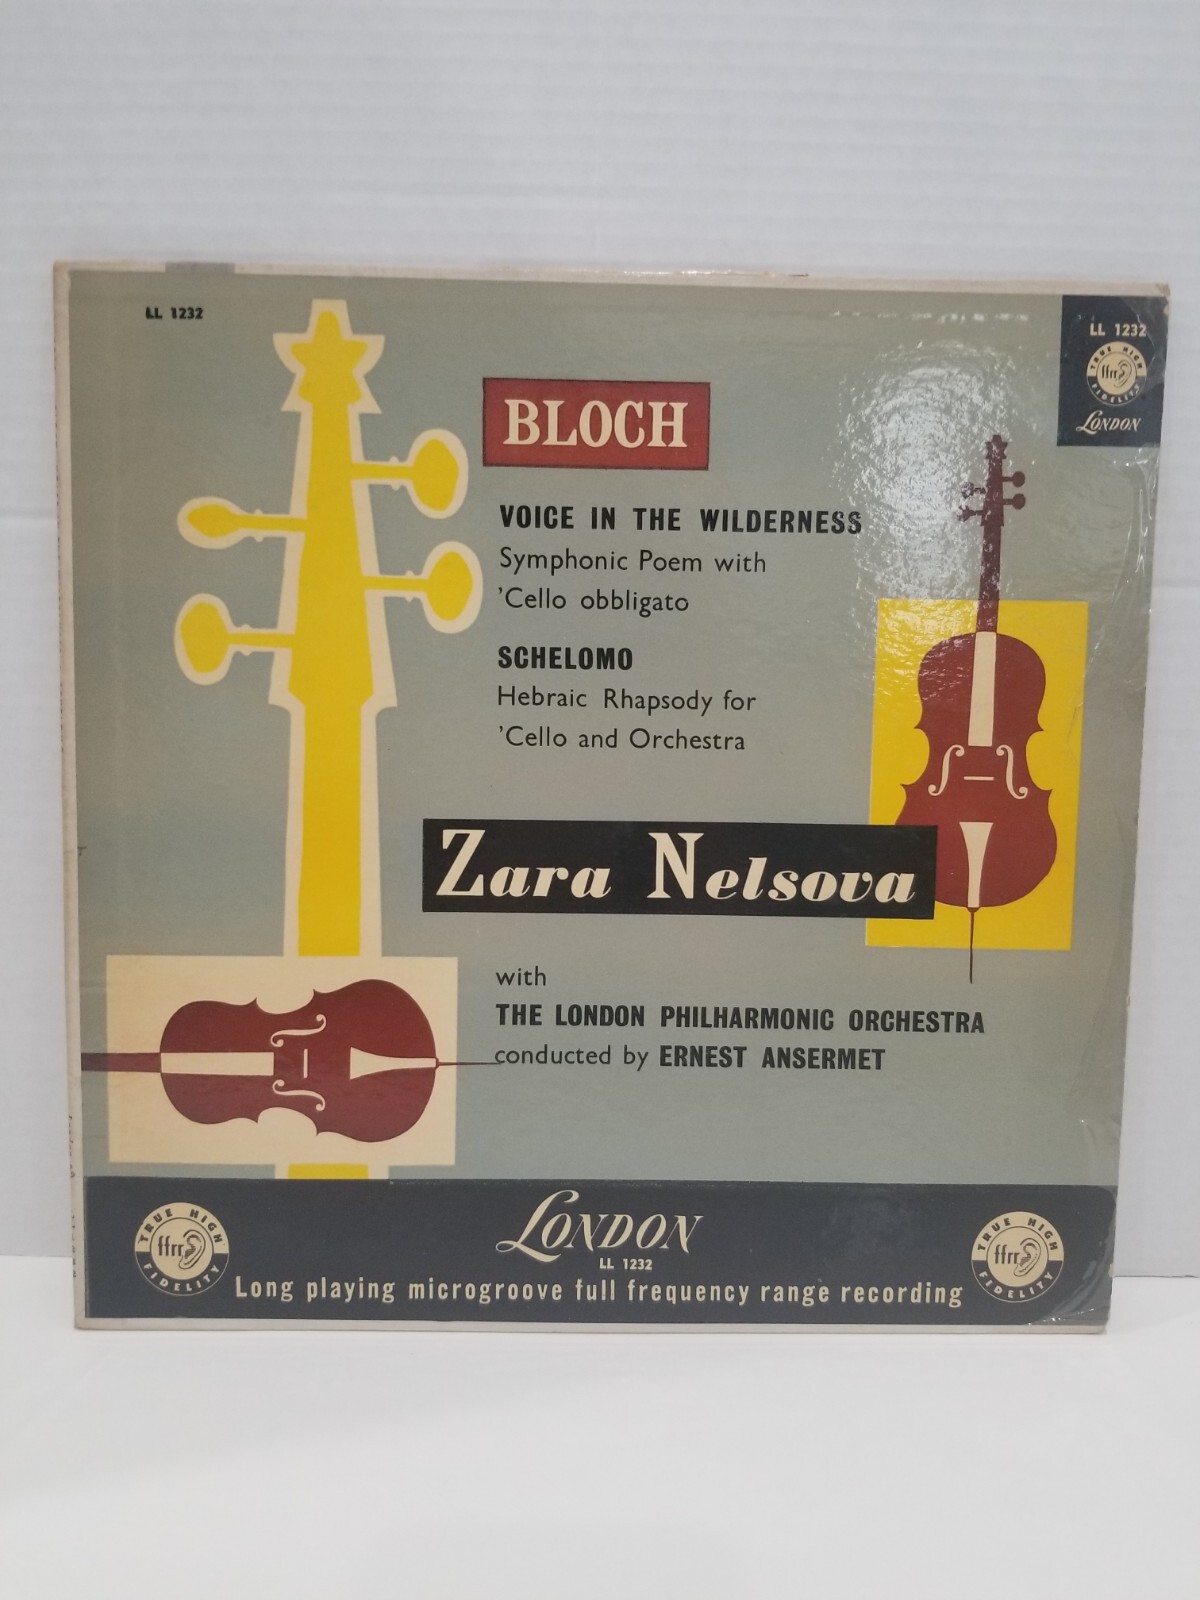 LL 1232
LL 1232
TRUE HIGH
ffrr
FIDELITY
LONDON
BLOCH
VOICE IN THE WILDERNESS
Symphonic Poem with
'Cello obbligato
SCHELOMO
Hebraic Rhapsody for
'Cello and Orchestra
Zara Nelsova
with
THE LONDON PHILHARMONIC ORCHESTRA
conducted by ERNEST ANSERMET
TRUE HIGH
ffrr
FIDELITY
LONDON
LL 1232
Long playing microgroove full frequency range recording
TRUE HIGH
ffrr
FIDELITY